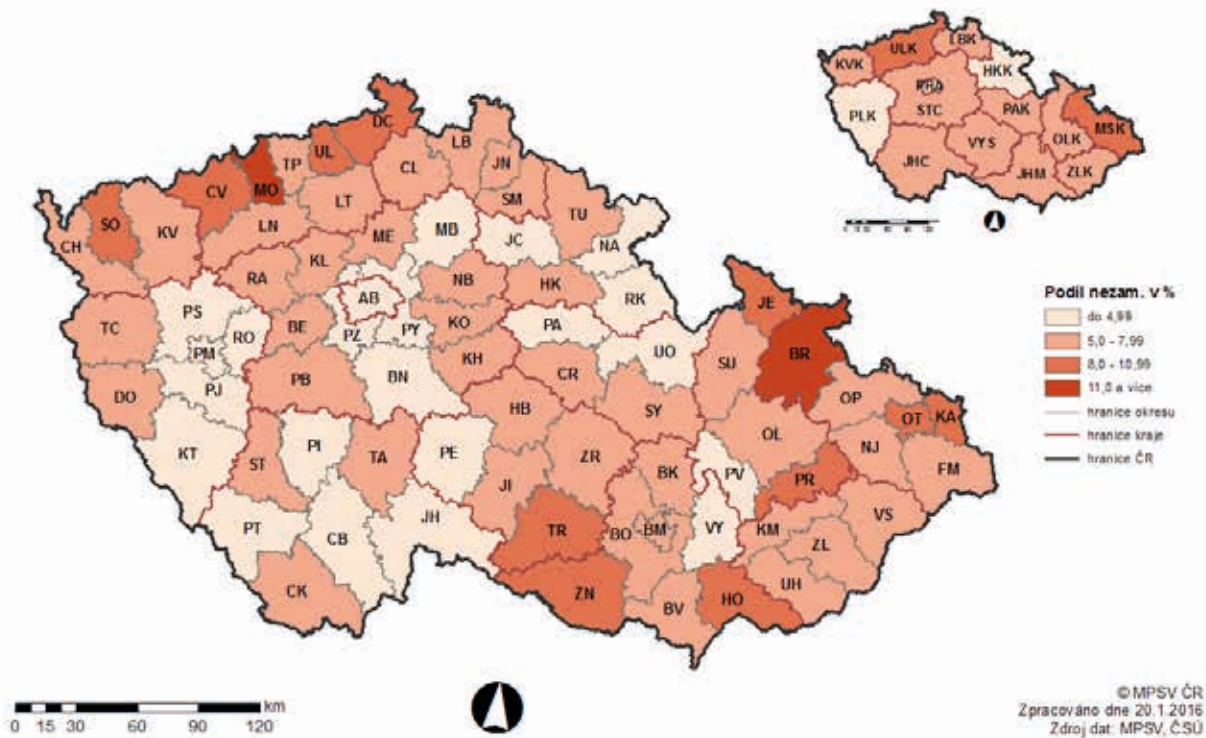 ULK
LBK
KVK
HKK
PHA
PLK
STC
PAK
MSK
OLK
VYS
JHC
JHM
ZLK
DC
UL
TP
LB
MO
CL
JN
CV
SM
LT
SO
TU
KV
LN
ME
MB
JC
NA
CH
KL
RA
NB
HK
AB
RK
PS
JE
TC
BE
RO
PZ
PY
KO
PA
PM
UO
BR
SU
PJ
PB
BN
KH
CR
DO
OP
HB
SY
OT
KA
OL
KT
ST
PI
TA
PE
ZR
NJ
FM
BK
PV
PR
JI
VS
PT
CB
JH
TR
BO
BM
VY
KM
ZL
CK
ZN
BV
HO
UH
Podíl nezam. v %
do 4,99
5,0 - 7,99
8,0 - 10,99
11,0 a více
hranice okresu
hranice kraje
hranice ČR
km
0 15 30 60 90 120
© MPSV ČR
Zpracováno dne 20.1.2016
Zdroj dat: MPSV, ČSÚ